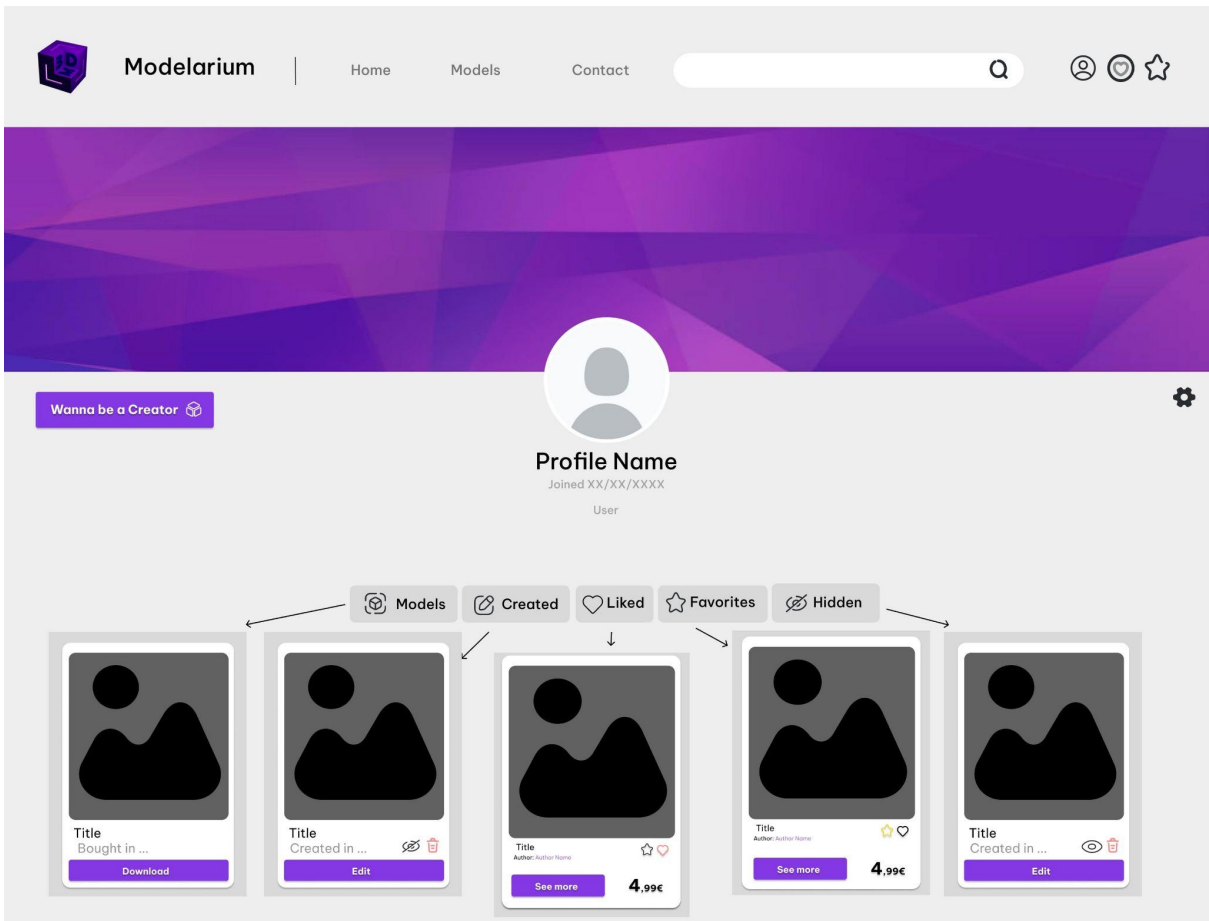 Modelarium
Home Models Contact
Wanna be a Creator
Profile Name
Joined XX/XX/XXXX
User
Models Created Liked Favorites Hidden
Title
Bought in ...
Download
Title
Created in ...
Edit
Title
Author: Author Name
See more 4,99€
Title
Author: Author Name
See more 4,99€
Title
Created in ...
Edit